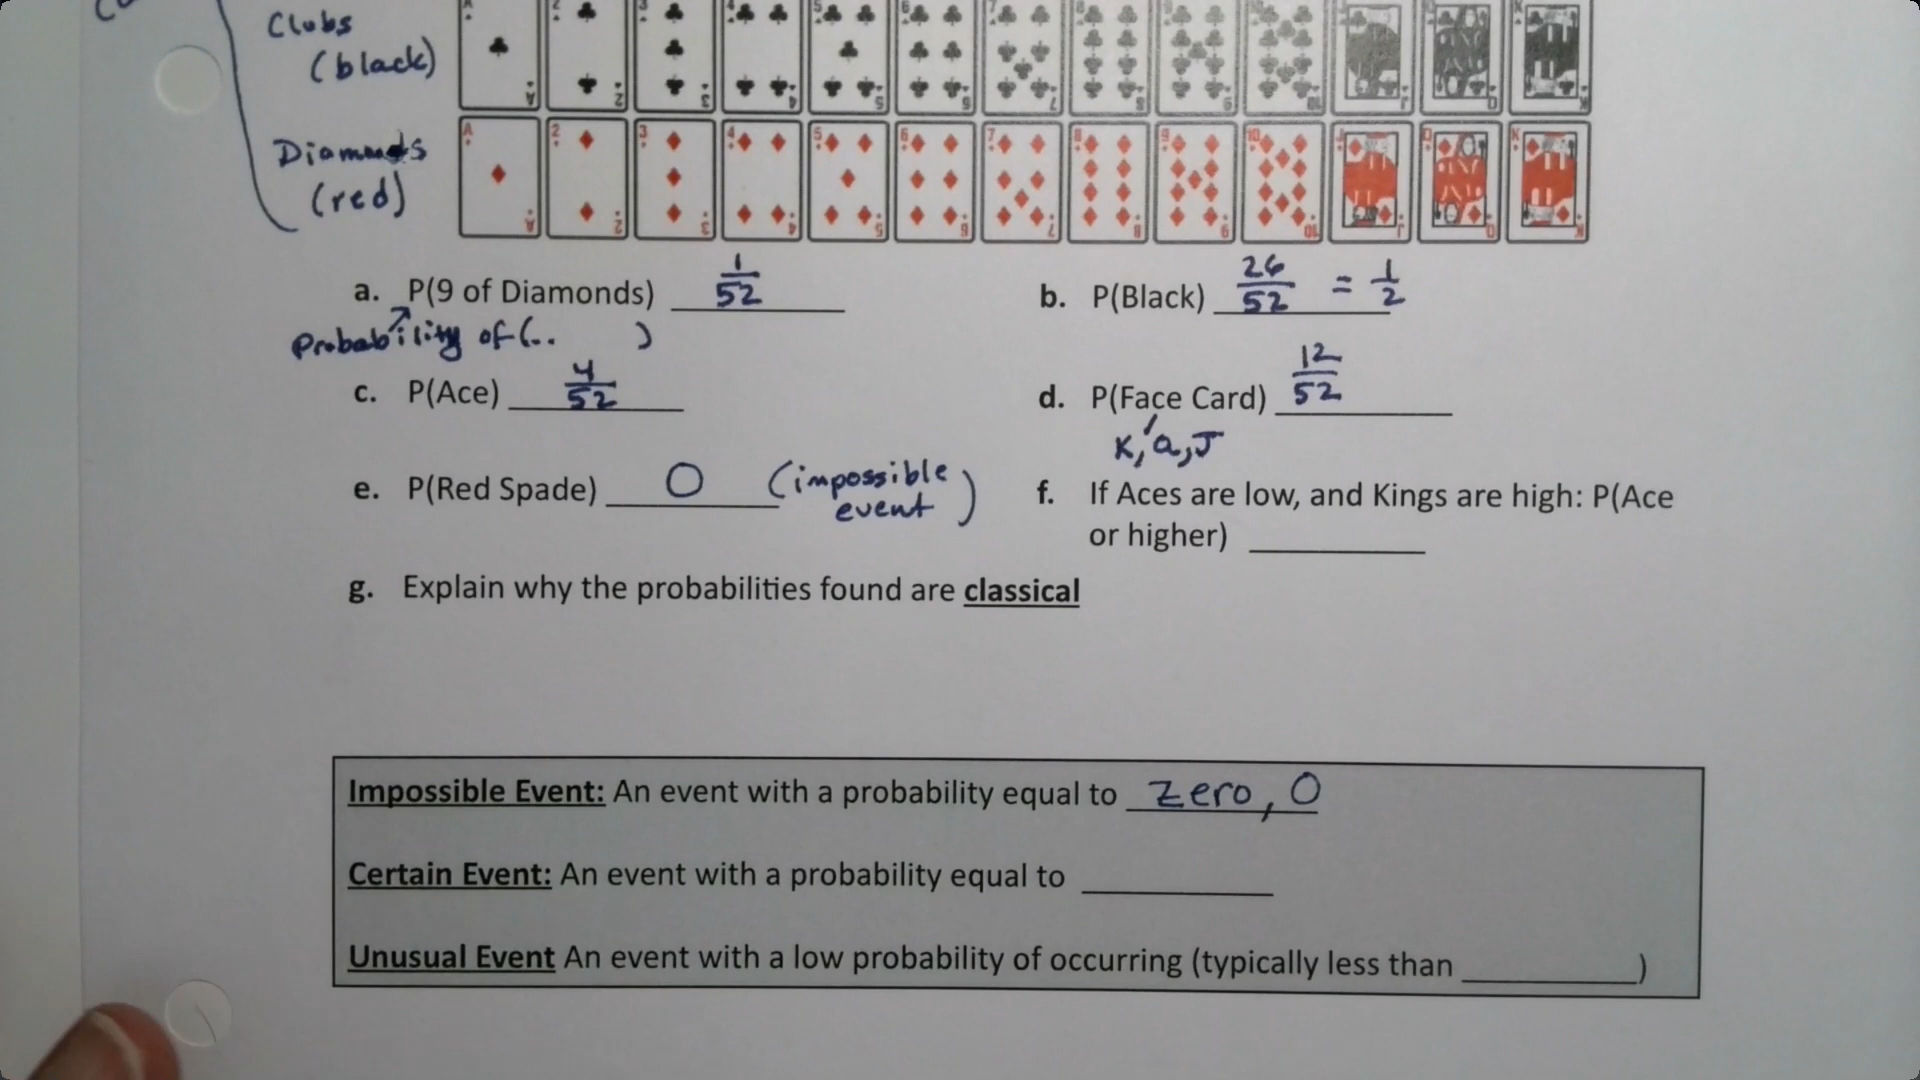 Clubs
(black)
Diamonds
(red)
a. P(9 of Diamonds) 1/52
b. P(Black) 26/52 = 1/2
Probability of (.. )
c. P(Ace) 4/52
d. P(Face Card) 12/52
K, Q, J
e. P(Red Spade) 0 (impossible event)
f. If Aces are low, and Kings are high: P(Ace
or higher) ________
g. Explain why the probabilities found are classical
Impossible Event: An event with a probability equal to zero, 0
Certain Event: An event with a probability equal to ________
Unusual Event An event with a low probability of occurring (typically less than ________)